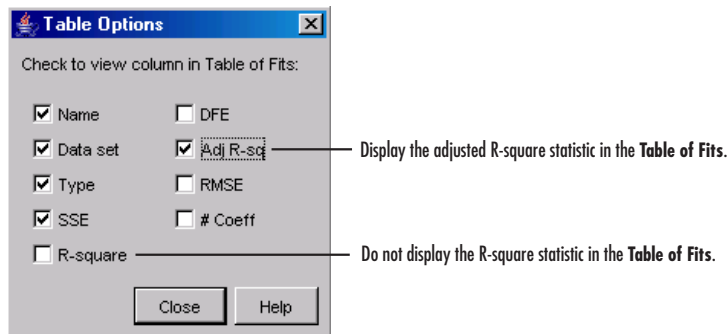 Table Options
Check to view column in Table of Fits:
Name
DFE
Data set
Adj R-sq
Display the adjusted R-square statistic in the Table of Fits.
Type
RMSE
SSE
# Coeff
R-square
Do not display the R-square statistic in the Table of Fits.
Close
Help